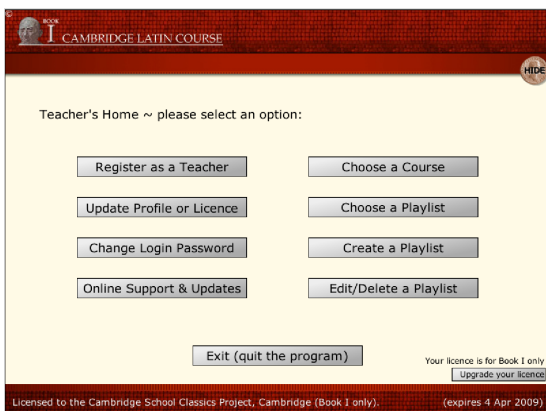 ©
BOOK
I CAMBRIDGE LATIN COURSE
HIDE
Teacher's Home ~ please select an option:
Register as a Teacher
Choose a Course
Update Profile or Licence
Choose a Playlist
Change Login Password
Create a Playlist
Online Support & Updates
Edit/Delete a Playlist
Exit (quit the program)
Your licence is for Book I only
Upgrade your licence
Licensed to the Cambridge School Classics Project, Cambridge (Book I only).
(expires 4 Apr 2009)